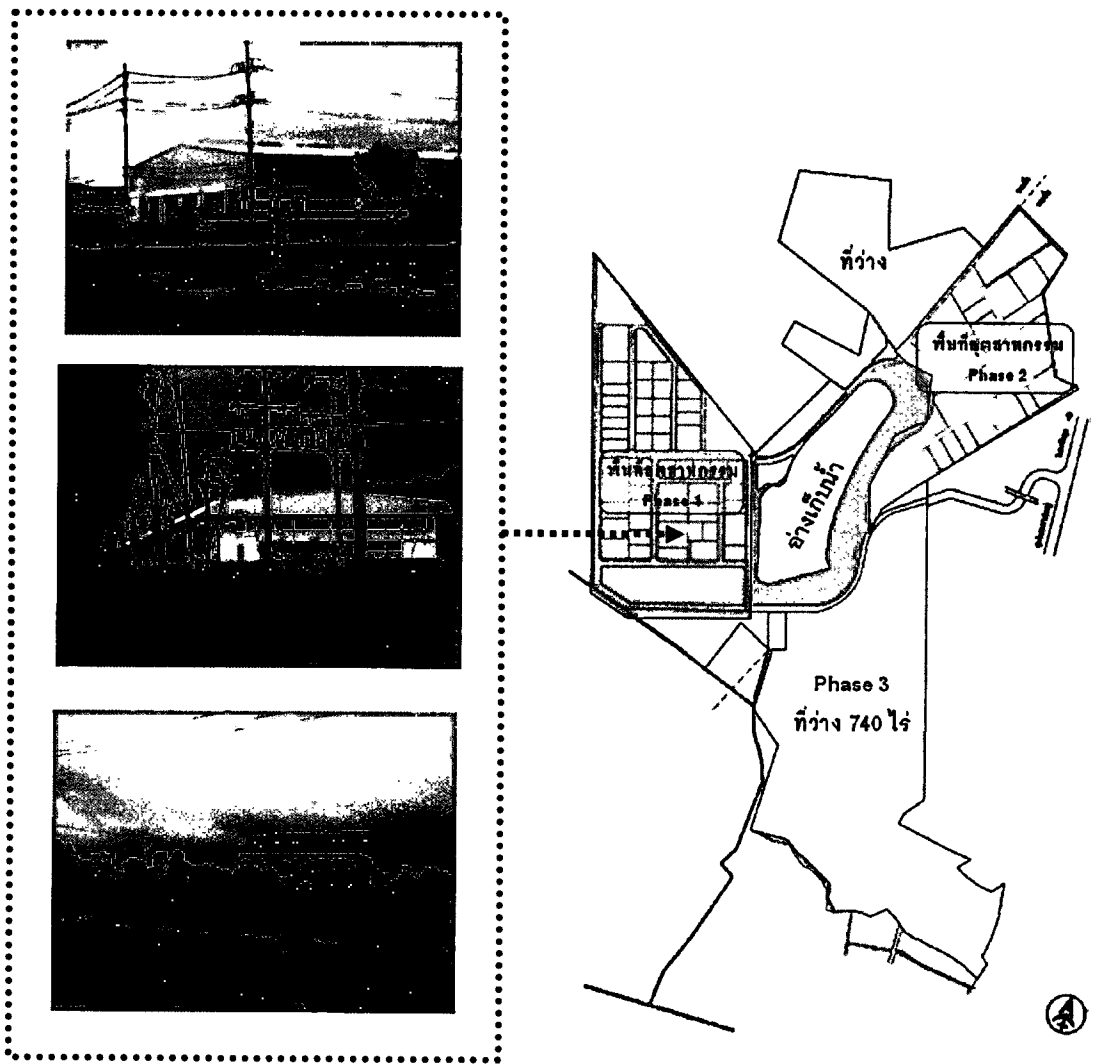 ที่ว่าง
พื้นที่อุตสาหกรรม
Phase 2
พื้นที่อุตสาหกรรม
Phase 1
อ่างเก็บน้ำ
Phase 3
ที่ว่าง 740 ไร่